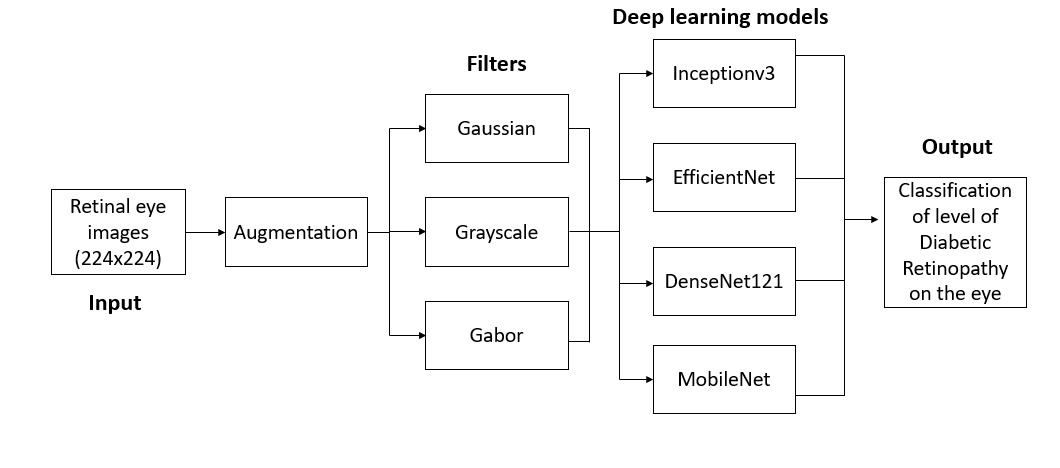 Deep learning models
Filters
Inceptionv3
Gaussian
Output
EfficientNet
Retinal eye
images
(224x224)
Augmentation
Grayscale
Classification
of level of
Diabetic
Retinopathy
on the eye
DenseNet121
Input
Gabor
MobileNet